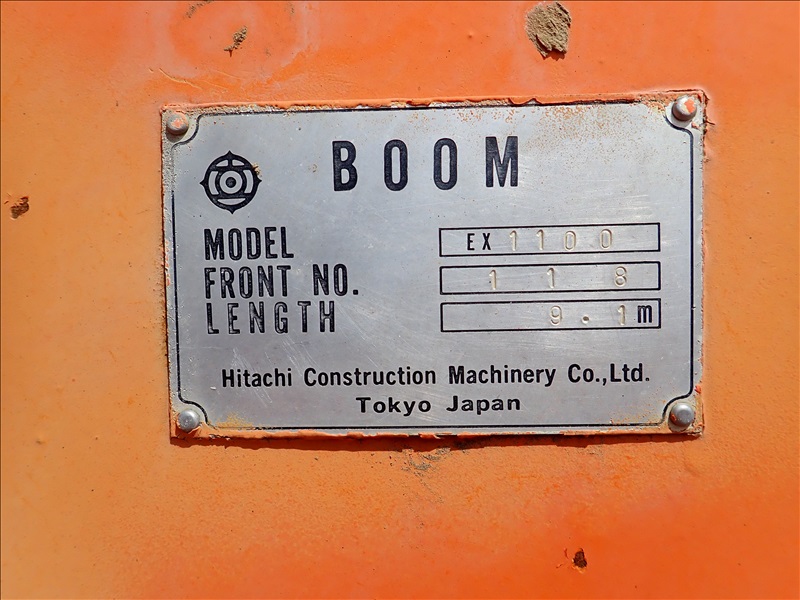 BOOM
MODEL EX1100
FRONT NO. 118
LENGTH 9.1m
Hitachi Construction Machinery Co.,Ltd.
Tokyo Japan